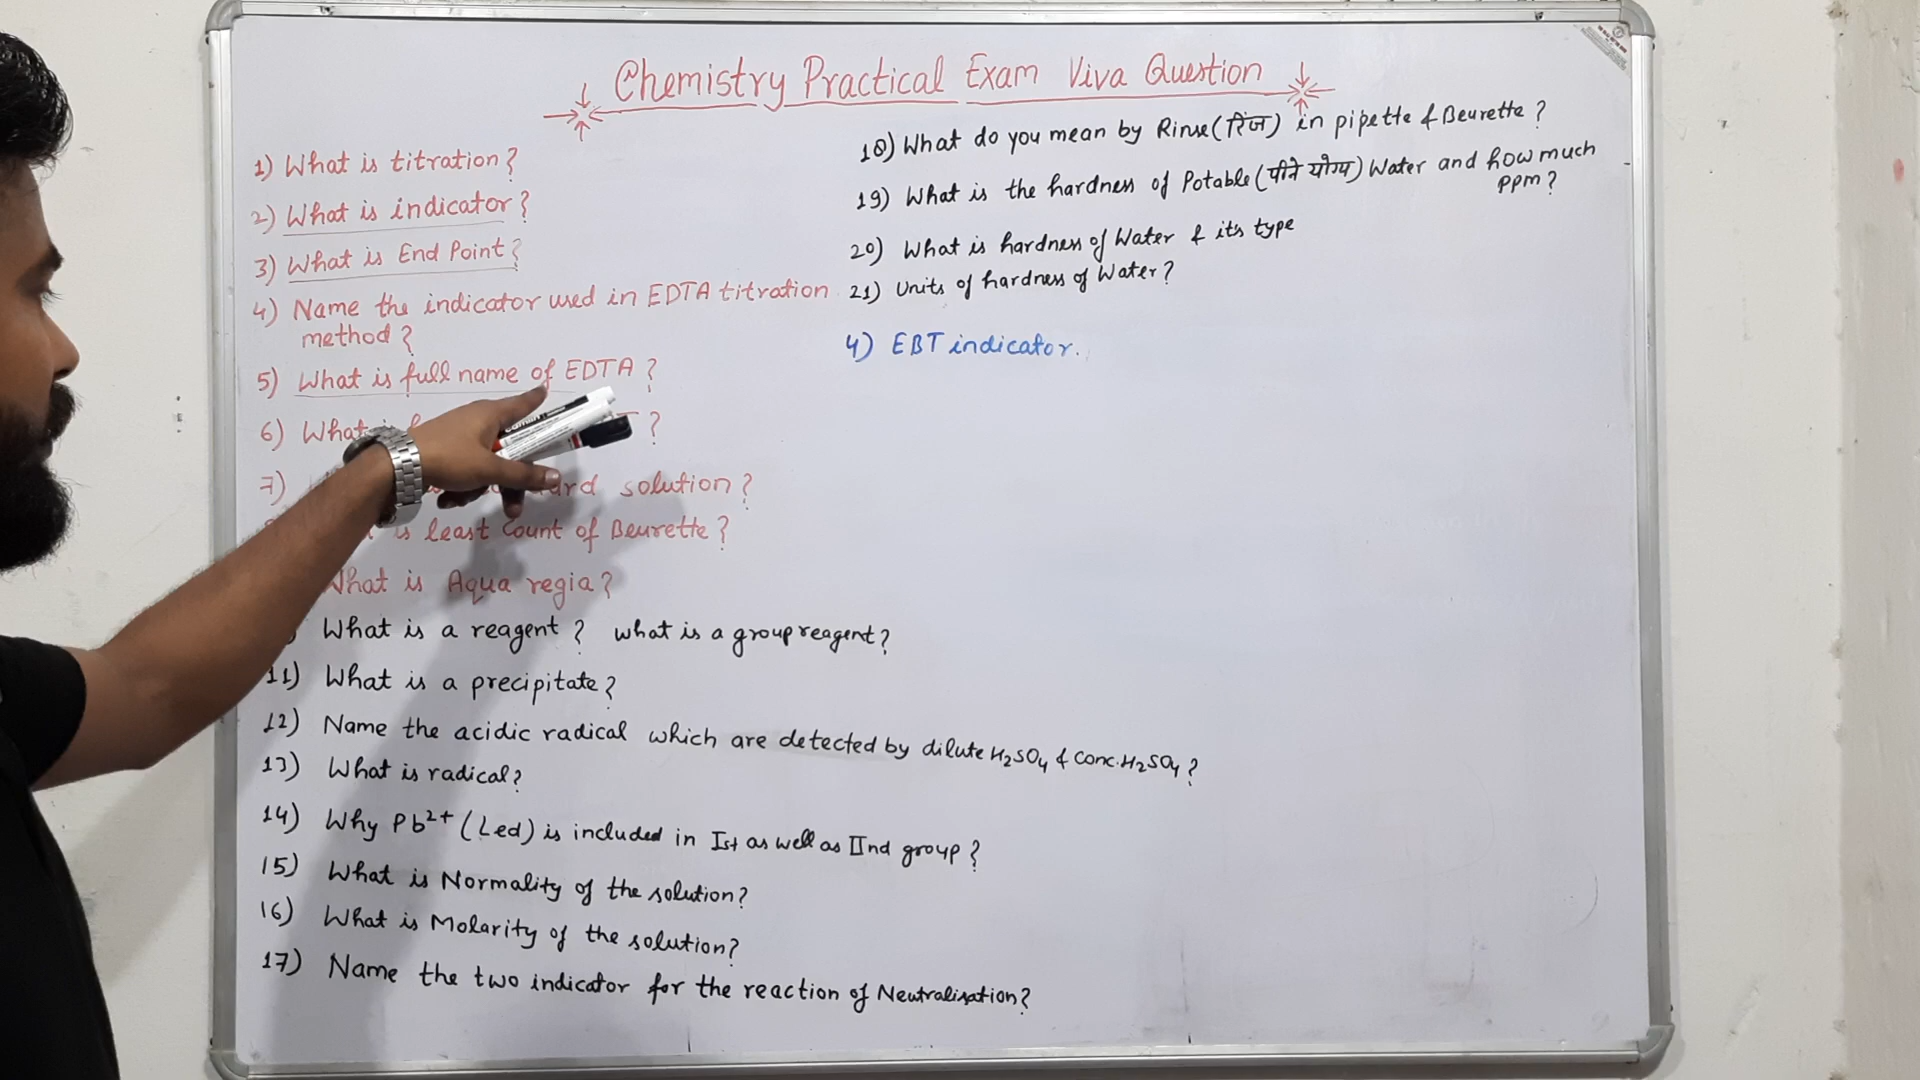 Chemistry Practical Exam Viva Question
1) What is titration?
2) What is indicator?
3) What is End Point?
4) Name the indicator used in EDTA titration
method?
5) What is full name of EDTA?
6) What ?
7) solution?
is least Count of Beurette?
What is Aqua regia?
What is a reagent? what is a group reagent?
11) What is a precipitate?
12) Name the acidic radical which are detected by dilute H₂SO₄ & Conc. H₂SO₄?
13) What is radical?
14) Why Pb²⁺ (Led) is included in Ist as well as IInd group?
15) What is Normality of the solution?
16) What is Molarity of the solution?
17) Name the two indicator for the reaction of Neutralisation?
18) What do you mean by Rinse (रिंज) in pipette & Beurette?
19) What is the hardness of Potable (पीने योग्य) Water and how much
ppm?
20) What is hardness of Water & its type
21) Units of hardness of Water?
4) EBT indicator.